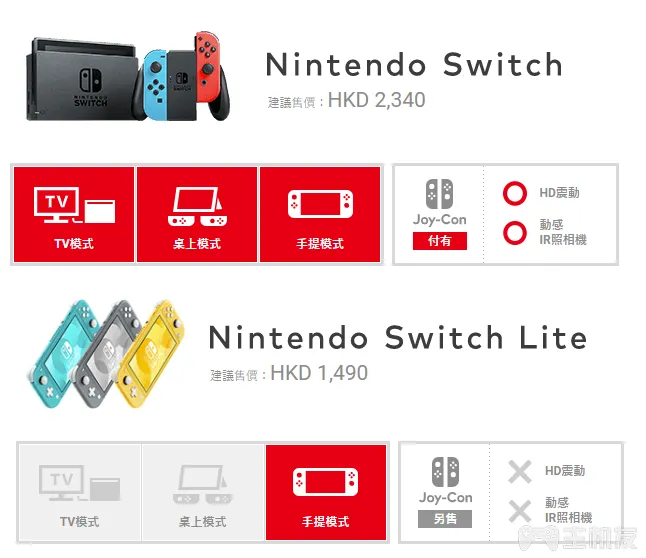 NINTENDO
SWITCH
Nintendo Switch
建議售價：HKD 2,340
TV
TV模式
桌上模式
手提模式
Joy-Con
付有
HD震動
動感
IR照相機
Nintendo Switch Lite
建議售價：HKD 1,490
TV
TV模式
桌上模式
手提模式
Joy-Con
另售
HD震動
動感
IR照相機
主机家